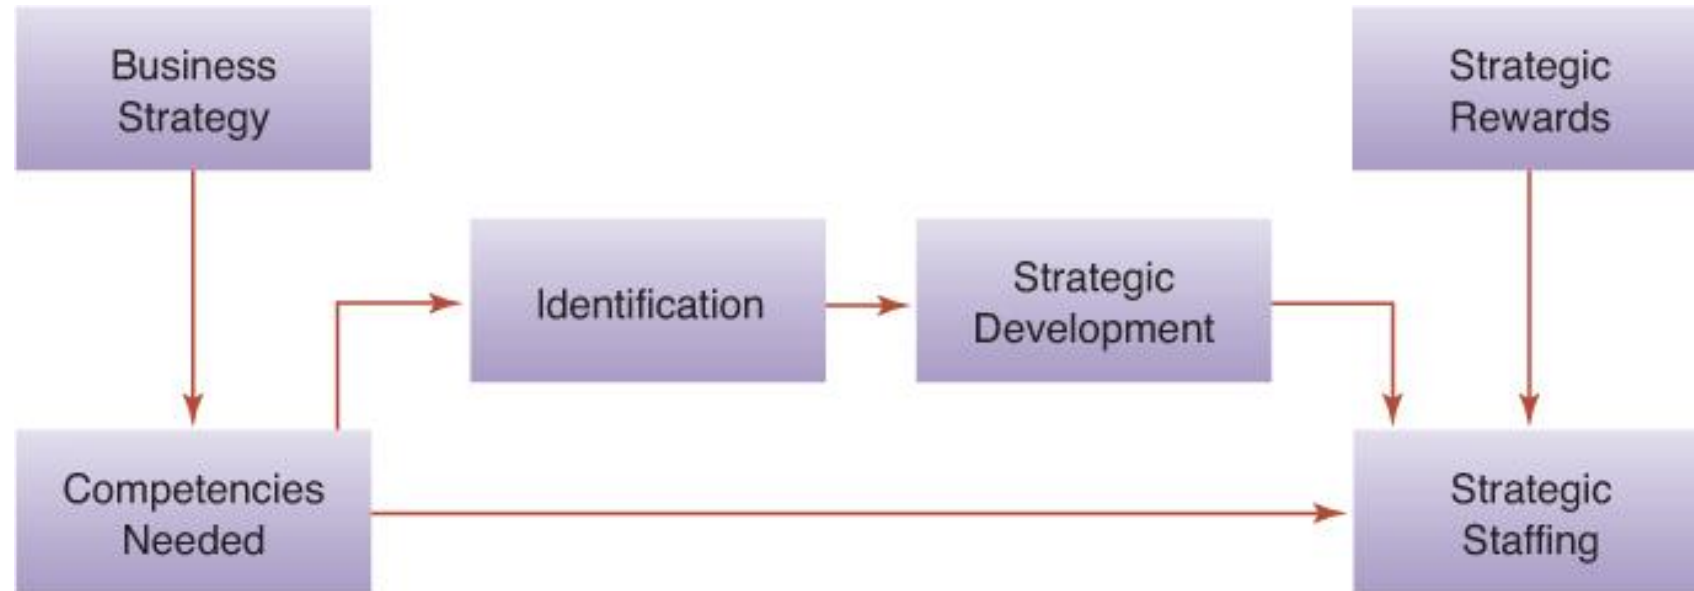 Business
Strategy
Strategic
Rewards
Identification
Strategic
Development
Competencies
Needed
Strategic
Staffing